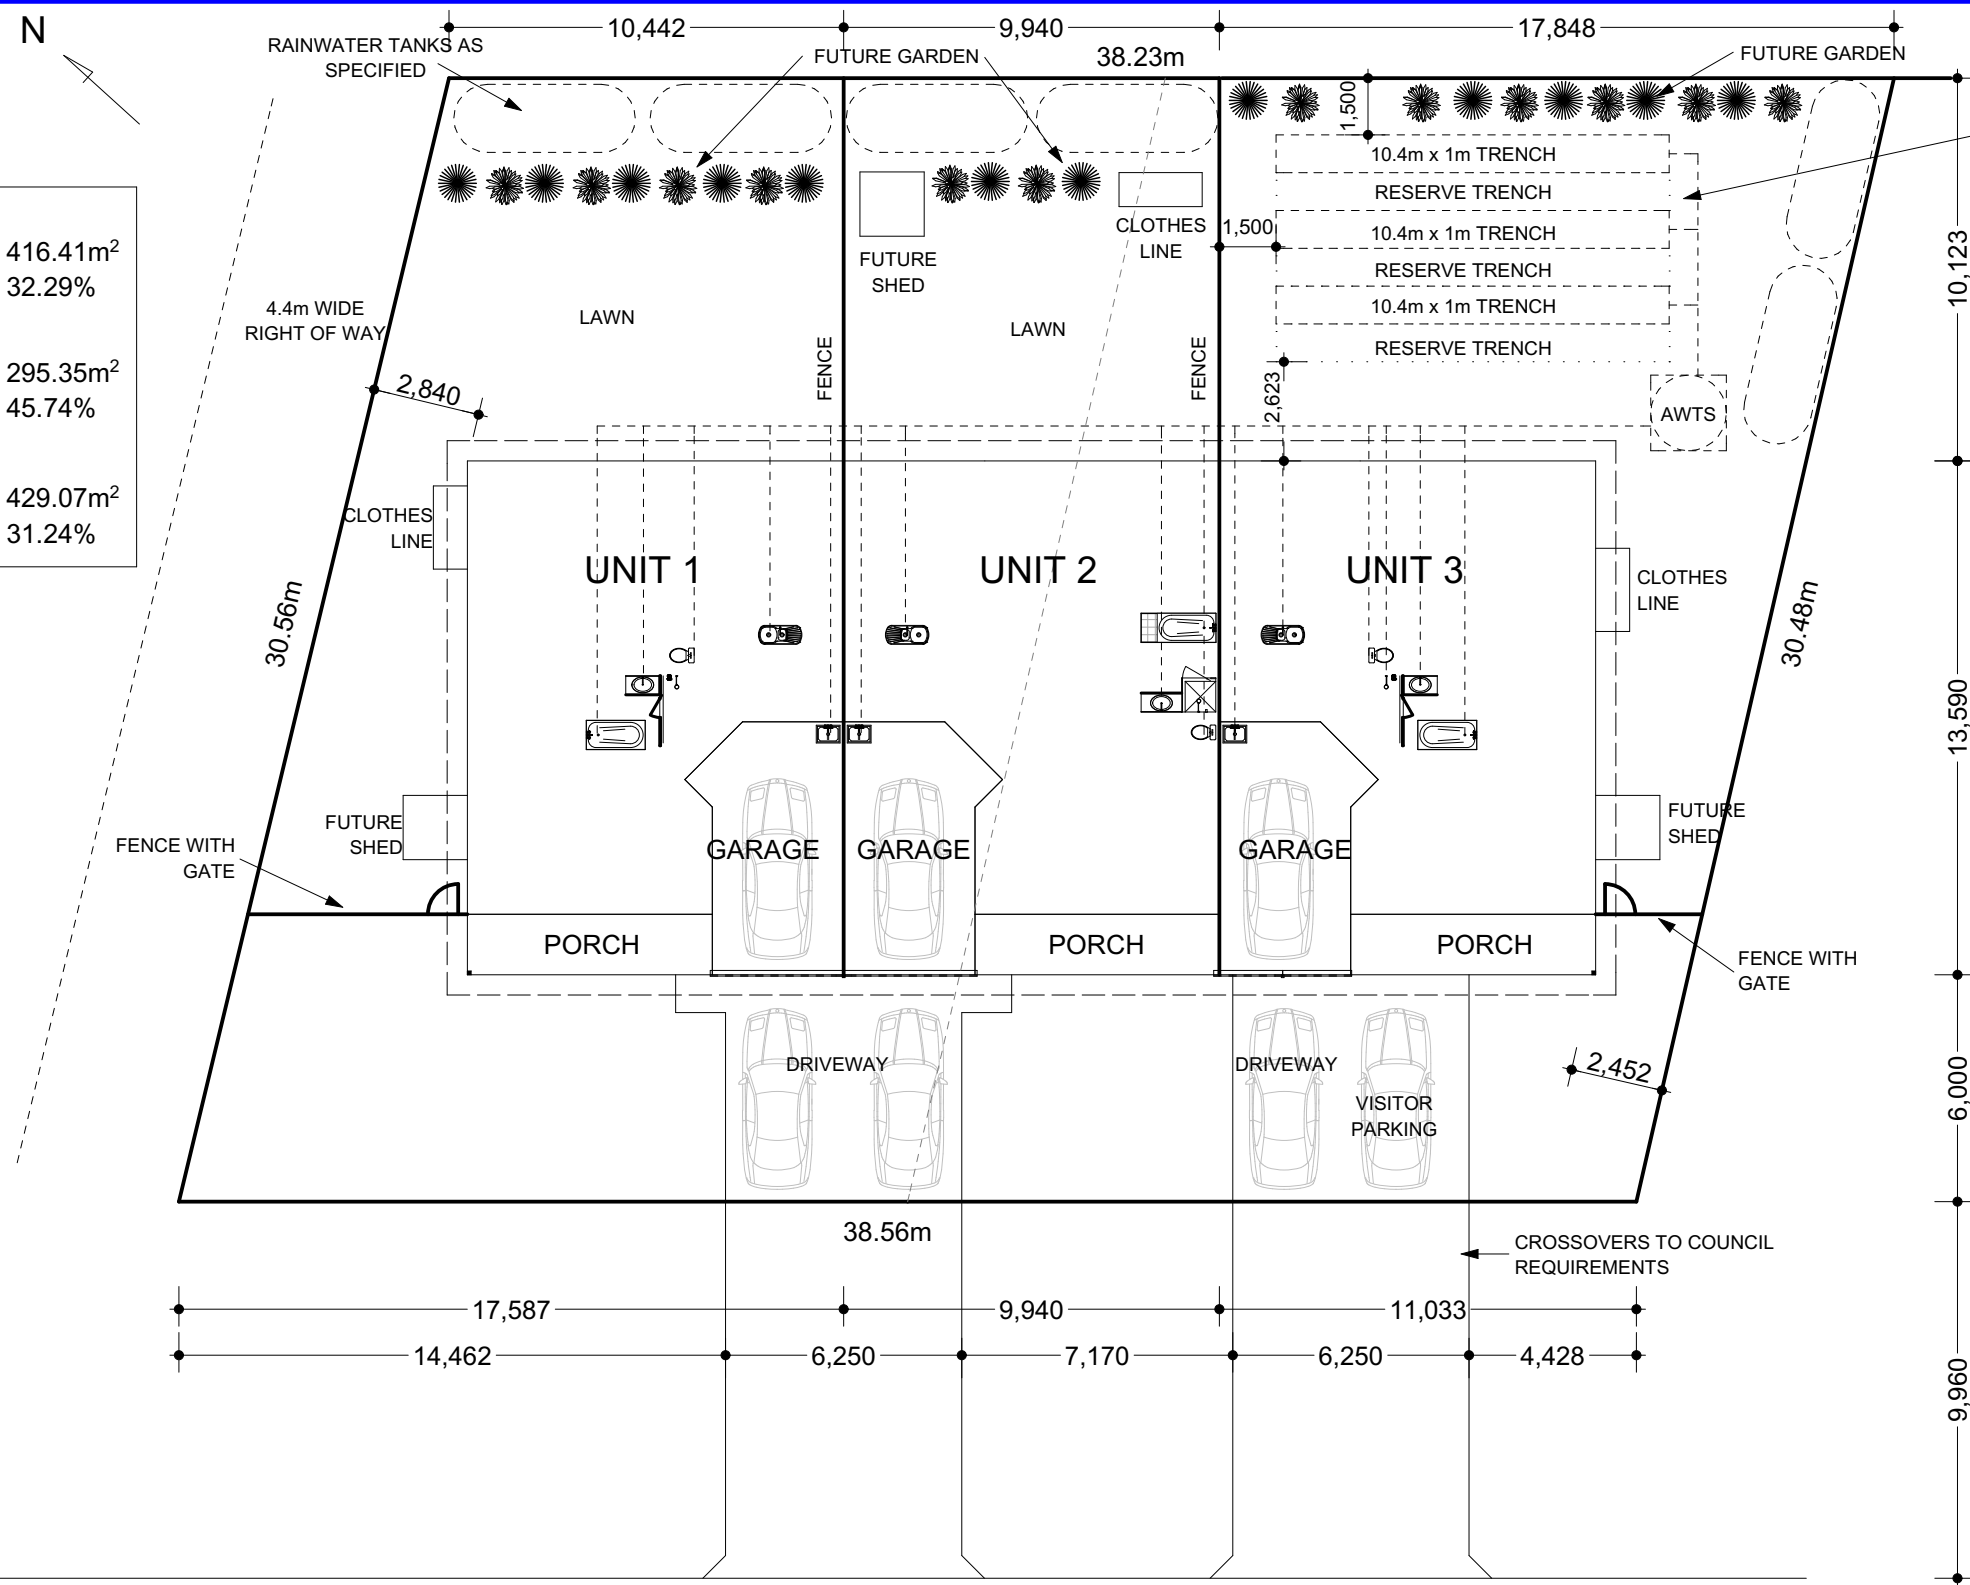 N
10,442
9,940
17,848
RAINWATER TANKS AS
SPECIFIED
FUTURE GARDEN
38.23m
FUTURE GARDEN
1,500
10.4m x 1m TRENCH
RESERVE TRENCH
10.4m x 1m TRENCH
RESERVE TRENCH
10.4m x 1m TRENCH
RESERVE TRENCH
416.41m²
32.29%
295.35m²
45.74%
429.07m²
31.24%
4.4m WIDE
RIGHT OF WAY
LAWN
FUTURE
SHED
LAWN
CLOTHES
LINE
1,500
FENCE
FENCE
2,840
2,623
AWTS
10,123
CLOTHES
LINE
UNIT 1
UNIT 2
UNIT 3
CLOTHES
LINE
30.56m
30.48m
13,590
FUTURE
SHED
FUTURE
SHED
FENCE WITH
GATE
GARAGE
GARAGE
GARAGE
PORCH
PORCH
PORCH
FENCE WITH
GATE
DRIVEWAY
DRIVEWAY
VISITOR
PARKING
2,452
6,000
38.56m
CROSSOVERS TO COUNCIL
REQUIREMENTS
17,587
9,940
11,033
14,462
6,250
7,170
6,250
4,428
9,960